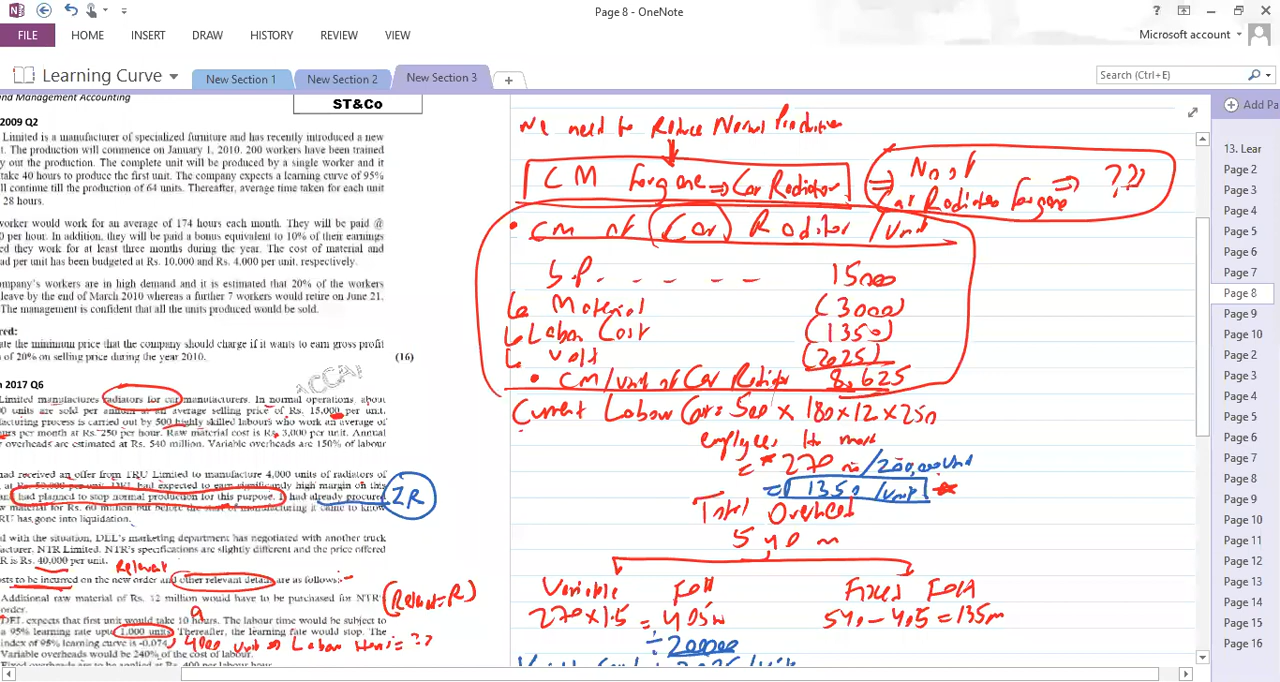 Page 8 - OneNote
FILE HOME INSERT DRAW HISTORY REVIEW VIEW
Microsoft account
Learning Curve
New Section 1 New Section 2 New Section 3
Search (Ctrl+E)
and Management Accounting
ST&Co
2009 Q2
Limited is a manufacturer of specialized furniture and has recently introduced a new
t. The production will commence on January 1, 2010. 200 workers have been trained
y out the production. The complete unit will be produced by a single worker and it
take 40 hours to produce the first unit. The company expects a learning curve of 95%
ill continue till the production of 64 units. Thereafter, average time taken for each unit
28 hours.
worker would work for an average of 174 hours each month. They will be paid @
0 per hour. In addition, they will be paid a bonus equivalent to 10% of their earnings
ed they work for at least three months during the year. The cost of material and
ad per unit has been budgeted at Rs. 10,000 and Rs. 4,000 per unit, respectively.
ompany's workers are in high demand and it is estimated that 20% of the workers
leave by the end of March 2010 whereas a further 7 workers would retire on June 21.
The management is confident that all the units produced would be sold.
red:
ate the minimum price that the company should charge if it wants to earn gross profit
n of 20% on selling price during the year 2010. (16)
n 2017 Q6
Limited manufactures radiators for car manufacturers. In normal operations, about
00 units are sold per annum at an average selling price of Rs. 15,000 per unit.
facturing process is carried out by 500 highly skilled labours who work an average of
rs per month at Rs. 250 per hour. Raw material cost is Rs. 3,000 per unit. Annual
r overheads are estimated at Rs. 540 million. Variable overheads are 150% of labour
had received an offer from TRU Limited to manufacture 4,000 units of radiators of
at Rs. 50,000 per unit. DEL had expected to earn significantly high margin on this
and had planned to stop normal production for this purpose. It had already procured
w material for Rs. 60 million but before the start of manufacturing it came to know
RU has gone into liquidation.
al with the situation, DEL's marketing department has negotiated with another truck
acturer, NTR Limited. NTR's specifications are slightly different and the price offered
R is Rs. 40,000 per unit.
Relevant
osts to be incurred on the new order and other relevant details are as follows:-
(Relevant=R)
Additional raw material of Rs. 12 million would have to be purchased for NTR's
order.
DEL expects that first unit would take 10 hours. The labour time would be subject to
a 95% learning rate upto 1,000 units. Thereafter, the learning rate would stop. The
index of 95% learning curve is -0.074.
4000 units Labour Hours = ??
Variable overheads would be 240% of the cost of labour.
Fixed overheads are to be applied at Rs. 400 per labour hour.
IR
We need to Reduce Normal Production
CM Forgone ⇒ Car Radiator
⇒ No of
Car Radiators forgone ⇒ ???
• CM of Car Raditor /Unit
S.P. - - - - - 15000
Material (3000)
Labour Cost (1350)
VOH (2025)
• CM/unit of Car Raditor 8,625
Current Labour Cost = 500 × 180×12×250
employees Hr month
= 270 m /200,000 Unit
= 1350 /unit
Total Overhead
540 m
Variable FOH Fixed FOH
270×1.5 = 405m 540 - 405 = 135m
÷ 200000
Add Pa
13. Lear
Page 2
Page 3
Page 4
Page 5
Page 6
Page 7
Page 8
Page 9
Page 10
Page 2
Page 3
Page 4
Page 5
Page 6
Page 7
Page 8
Page 9
Page 10
Page 11
Page 12
Page 13
Page 14
Page 15
Page 16